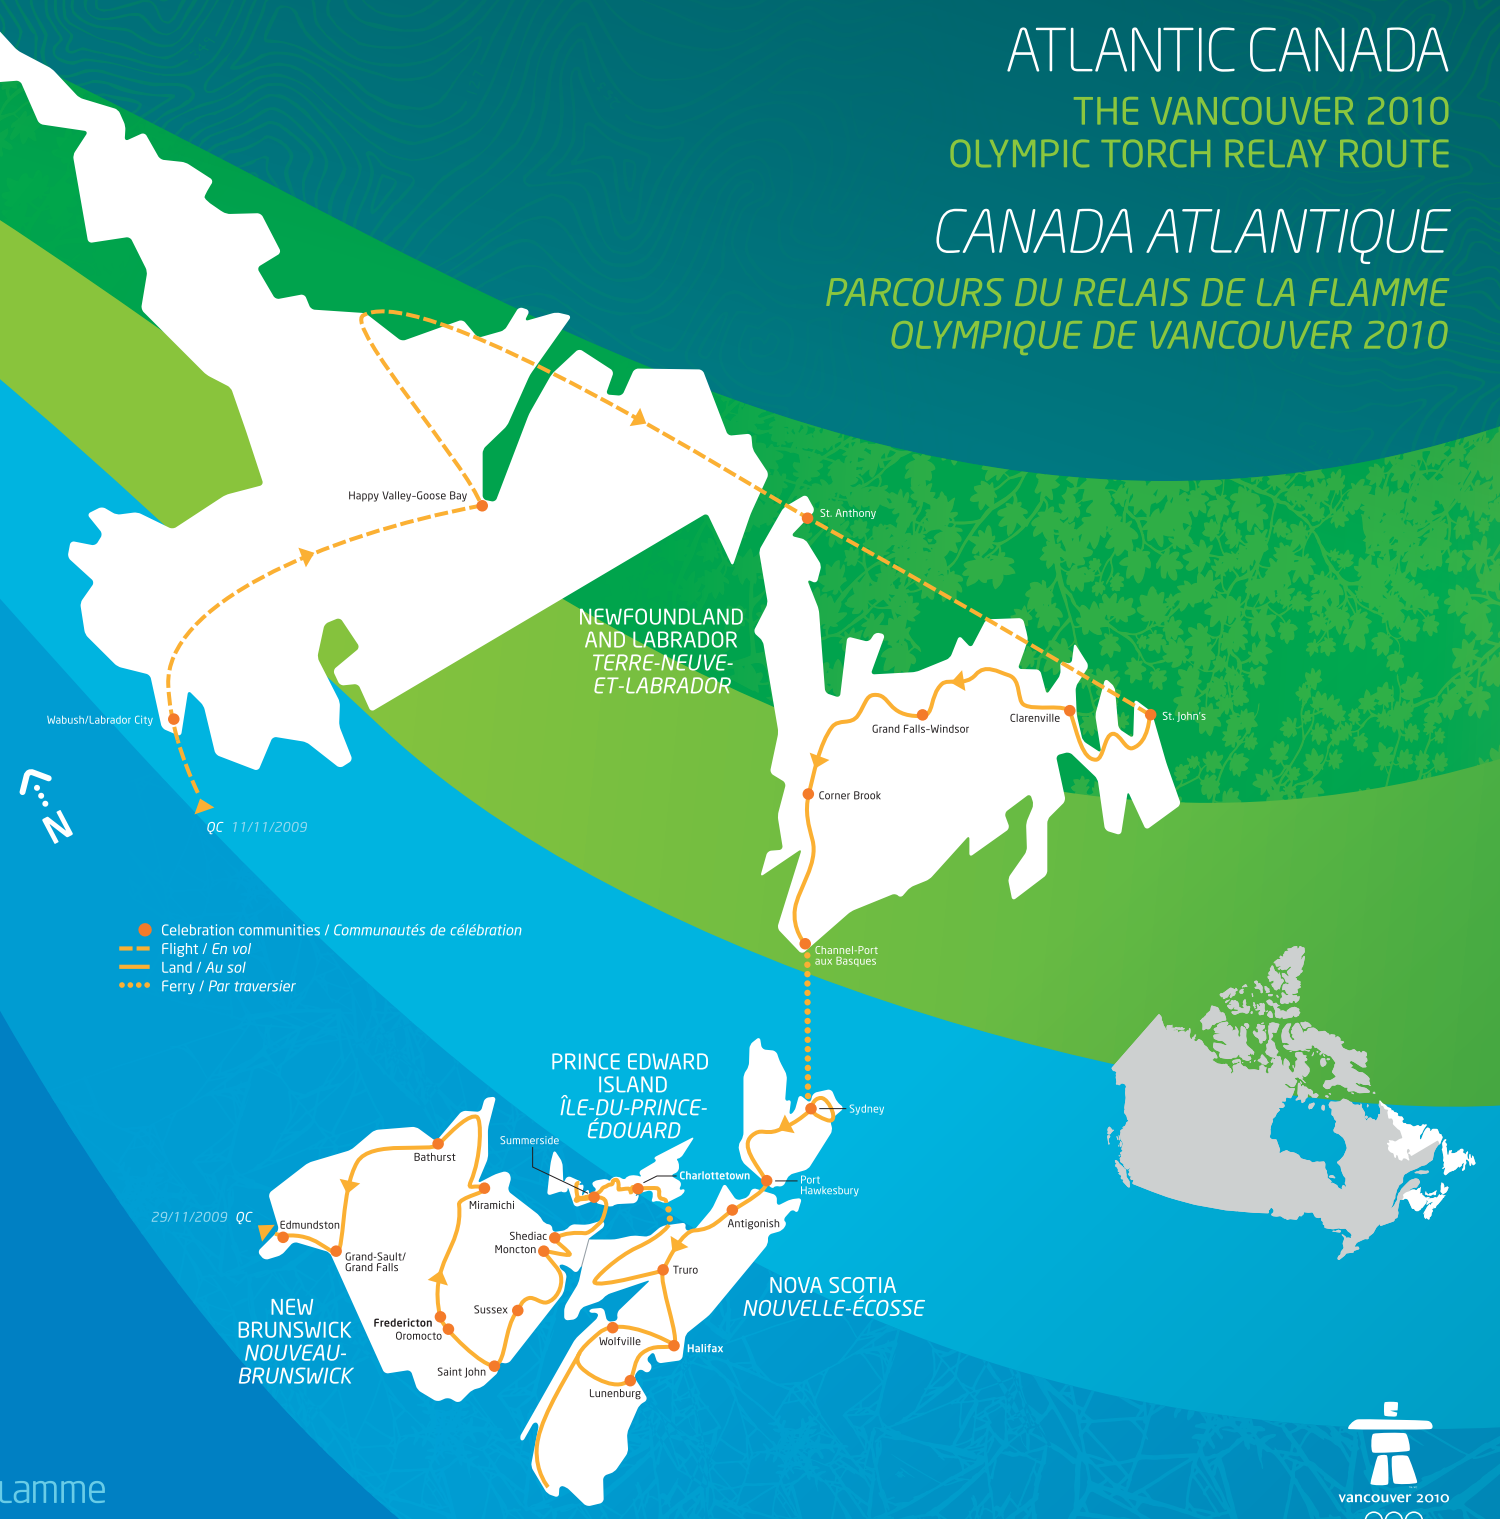 ATLANTIC CANADA
THE VANCOUVER 2010
OLYMPIC TORCH RELAY ROUTE
CANADA ATLANTIQUE
PARCOURS DU RELAIS DE LA FLAMME
OLYMPIQUE DE VANCOUVER 2010
Happy Valley-Goose Bay
St. Anthony
NEWFOUNDLAND
AND LABRADOR
TERRE-NEUVE-
ET-LABRADOR
Wabush/Labrador City
Grand Falls-Windsor
Clarenville
St. John's
Corner Brook
N
QC 11/11/2009
Celebration communities / Communautés de célébration
Flight / En vol
Land / Au sol
Ferry / Par traversier
Channel-Port
aux Basques
PRINCE EDWARD
ISLAND
ÎLE-DU-PRINCE-
ÉDOUARD
Sydney
Summerside
Charlottetown
Port
Hawkesbury
Bathurst
Miramichi
Antigonish
29/11/2009 QC
Edmundston
Shediac
Moncton
Grand-Sault/
Grand Falls
Truro
NOVA SCOTIA
NOUVELLE-ÉCOSSE
NEW
BRUNSWICK
NOUVEAU-
BRUNSWICK
Sussex
Fredericton
Oromocto
Wolfville
Halifax
Saint John
Lunenburg
lamme
vancouver 2010